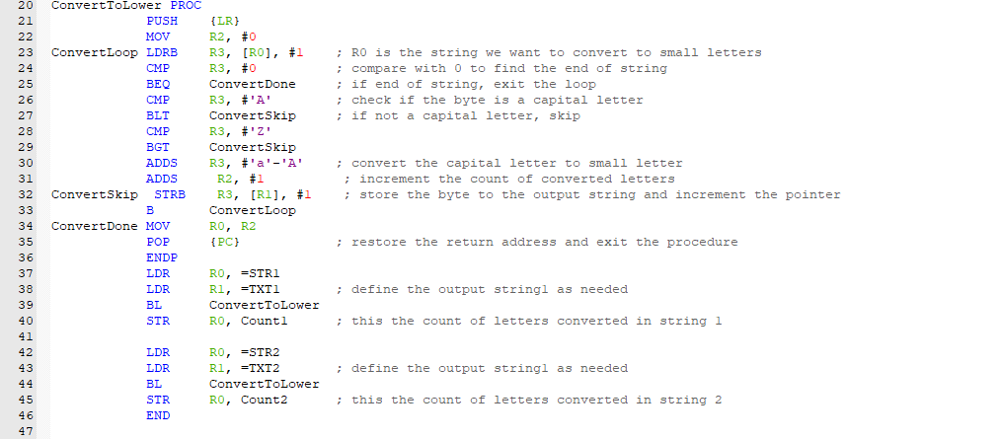 20 ConvertToLower PROC
21 PUSH {LR}
22 MOV R2, #0
23 ConvertLoop LDRB R3, [R0], #1 ; R0 is the string we want to convert to small letters
24 CMP R3, #0 ; compare with 0 to find the end of string
25 BEQ ConvertDone ; if end of string, exit the loop
26 CMP R3, #'A' ; check if the byte is a capital letter
27 BLT ConvertSkip ; if not a capital letter, skip
28 CMP R3, #'Z'
29 BGT ConvertSkip
30 ADDS R3, #'a'-'A' ; convert the capital letter to small letter
31 ADDS R2, #1 ; increment the count of converted letters
32 ConvertSkip STRB R3, [R1], #1 ; store the byte to the output string and increment the pointer
33 B ConvertLoop
34 ConvertDone MOV R0, R2
35 POP {PC} ; restore the return address and exit the procedure
36 ENDP
37 LDR R0, =STR1
38 LDR R1, =TXT1 ; define the output string1 as needed
39 BL ConvertToLower
40 STR R0, Count1 ; this the count of letters converted in string 1
41
42 LDR R0, =STR2
43 LDR R1, =TXT2 ; define the output string1 as needed
44 BL ConvertToLower
45 STR R0, Count2 ; this the count of letters converted in string 2
46 END
47